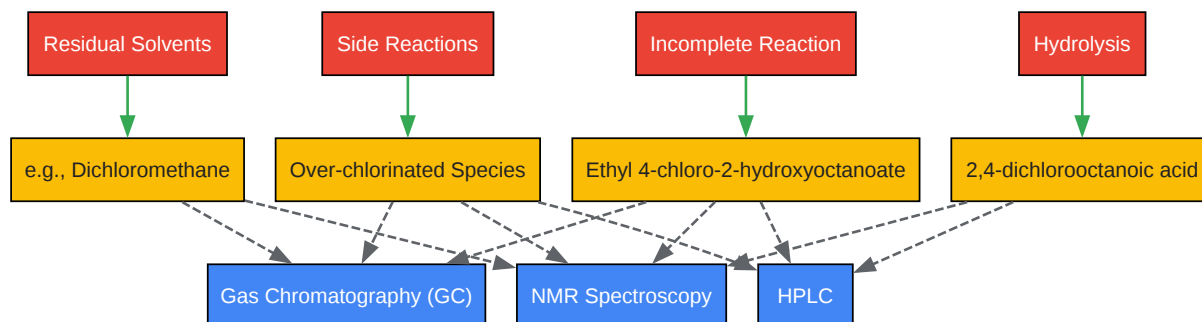 Residual Solvents
Side Reactions
Incomplete Reaction
Hydrolysis
e.g., Dichloromethane
Over-chlorinated Species
Ethyl 4-chloro-2-hydroxyoctanoate
2,4-dichlorooctanoic acid
Gas Chromatography (GC)
NMR Spectroscopy
HPLC